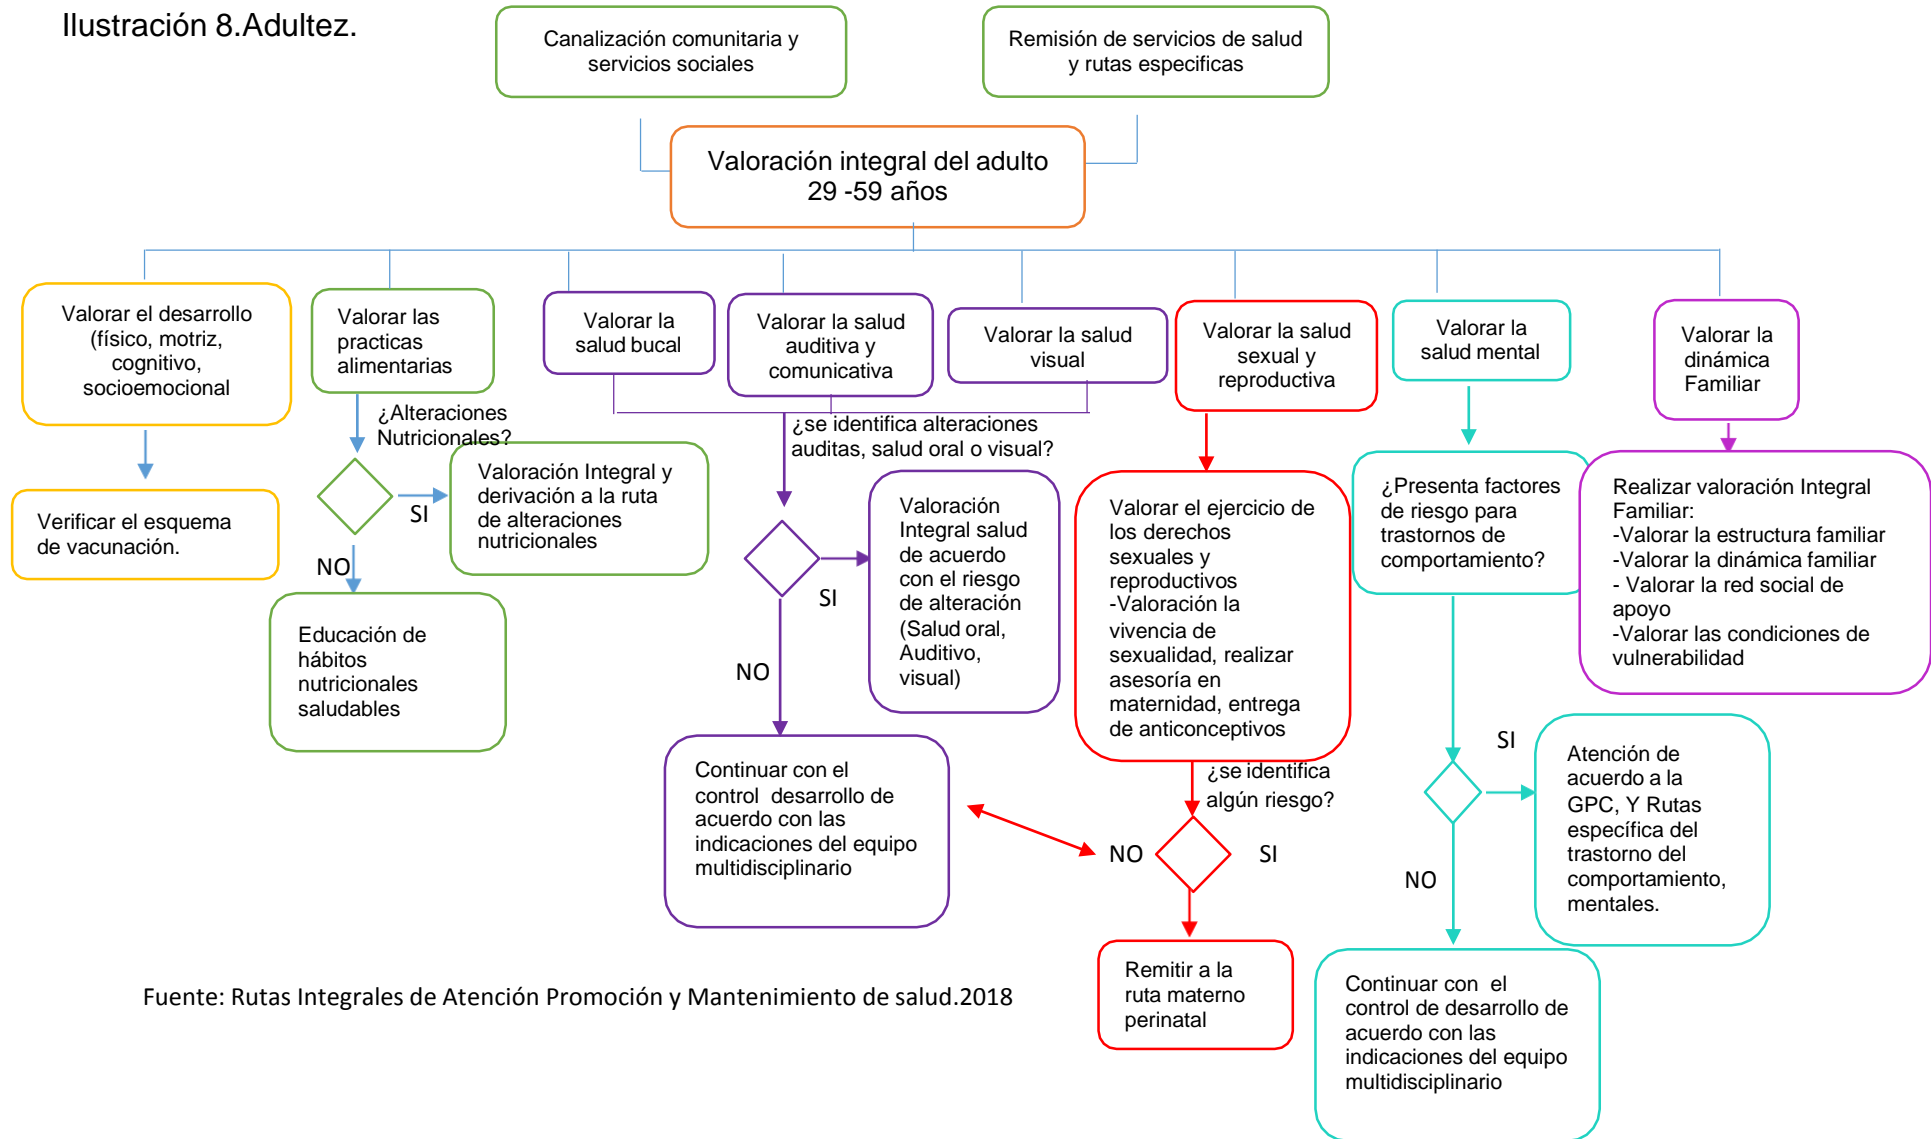 Ilustración 8.Adultez.
Canalización comunitaria y
servicios sociales
Remisión de servicios de salud
y rutas especificas
Valoración integral del adulto
29 -59 años
Valorar el desarrollo
(físico, motriz,
cognitivo,
socioemocional
Valorar las
practicas
alimentarias
Valorar la
salud bucal
Valorar la salud
auditiva y
comunicativa
Valorar la salud
visual
Valorar la salud
sexual y
reproductiva
Valorar la
salud mental
Valorar la
dinámica
Familiar
¿Alteraciones
Nutricionales?
¿se identifica alteraciones
auditas, salud oral o visual?
Verificar el esquema
de vacunación.
SI
Valoración Integral y
derivación a la ruta
de alteraciones
nutricionales
NO
Educación de
hábitos
nutricionales
saludables
SI
Valoración
Integral salud
de acuerdo
con el riesgo
de alteración
(Salud oral,
Auditivo,
visual)
NO
Continuar con el
control  desarrollo de
acuerdo con las
indicaciones del equipo
multidisciplinario
Valorar el ejercicio de
los derechos
sexuales y
reproductivos
-Valoración la
vivencia de
sexualidad, realizar
asesoría en
maternidad, entrega
de anticonceptivos
¿se identifica
algún riesgo?
NO
SI
Remitir a la
ruta materno
perinatal
¿Presenta factores
de riesgo para
trastornos de
comportamiento?
SI
Atención de
acuerdo a la
GPC, Y Rutas
específica del
trastorno del
comportamiento,
mentales.
NO
Continuar con  el
control de desarrollo de
acuerdo con las
indicaciones del equipo
multidisciplinario
Realizar valoración Integral
Familiar:
-Valorar la estructura familiar
-Valorar la dinámica familiar
- Valorar la red social de
apoyo
-Valorar las condiciones de
vulnerabilidad
Fuente: Rutas Integrales de Atención Promoción y Mantenimiento de salud.2018